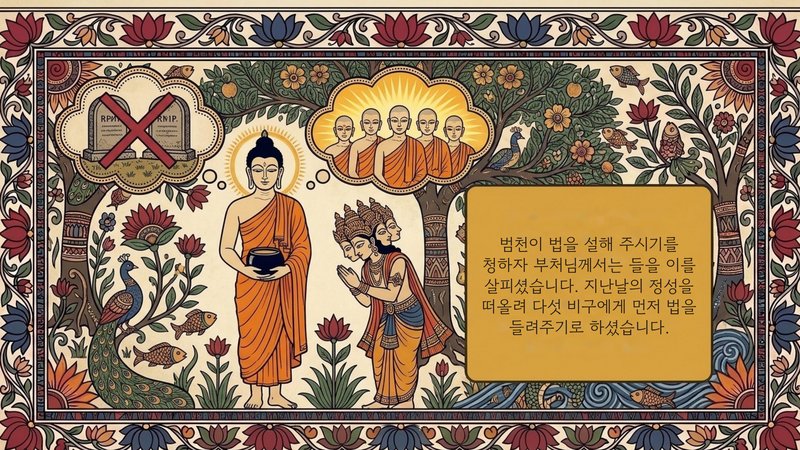 범천이 법을 설해 주시기를
청하자 부처님께서는 들을 이를
살피셨습니다. 지난날의 정성을
떠올려 다섯 비구에게 먼저 법을
들려주기로 하셨습니다.